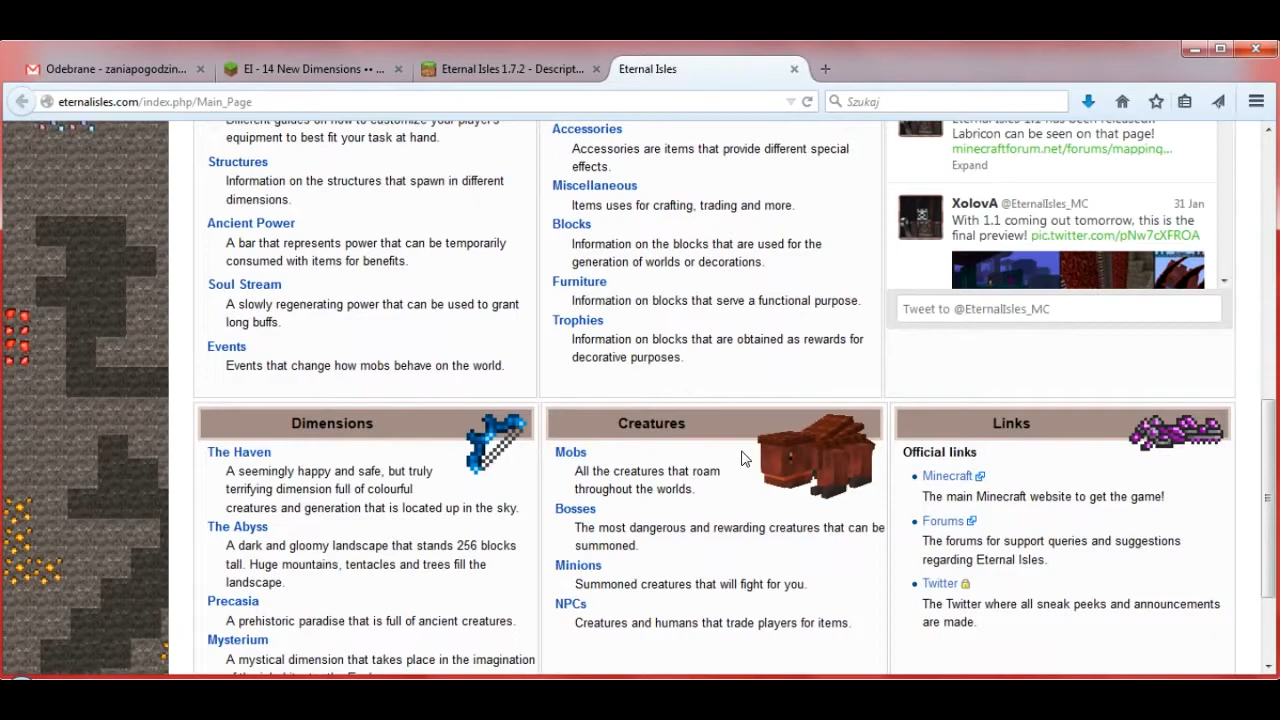 Odebrane - zaniapogodzin...
EI - 14 New Dimensions •• ...
Eternal Isles 1.7.2 - Descript...
Eternal Isles
eternalisles.com/index.php/Main_Page
Szukaj
equipment to best fit your task at hand.
Structures
Information on the structures that spawn in different
dimensions.
Ancient Power
A bar that represents power that can be temporarily
consumed with items for benefits.
Soul Stream
A slowly regenerating power that can be used to grant
long buffs.
Events
Events that change how mobs behave on the world.
Accessories
Accessories are items that provide different special
effects.
Miscellaneous
Items uses for crafting, trading and more.
Blocks
Information on the blocks that are used for the
generation of worlds or decorations.
Furniture
Information on blocks that serve a functional purpose.
Trophies
Information on blocks that are obtained as rewards for
decorative purposes.
Labricon can be seen on that page!
minecraftforum.net/forums/mapping...
Expand
XolovA @EternalIsles_MC 31 Jan
With 1.1 coming out tomorrow, this is the
final preview! pic.twitter.com/pNw7cXFROA
Tweet to @EternalIsles_MC
Dimensions
The Haven
A seemingly happy and safe, but truly
terrifying dimension full of colourful
creatures and generation that is located up in the sky.
The Abyss
A dark and gloomy landscape that stands 256 blocks
tall. Huge mountains, tentacles and trees fill the
landscape.
Precasia
A prehistoric paradise that is full of ancient creatures.
Mysterium
A mystical dimension that takes place in the imagination
Creatures
Mobs
All the creatures that roam
throughout the worlds.
Bosses
The most dangerous and rewarding creatures that can be
summoned.
Minions
Summoned creatures that will fight for you.
NPCs
Creatures and humans that trade players for items.
Links
Official links
Minecraft
The main Minecraft website to get the game!
Forums
The forums for support queries and suggestions
regarding Eternal Isles.
Twitter
The Twitter where all sneak peeks and announcements
are made.